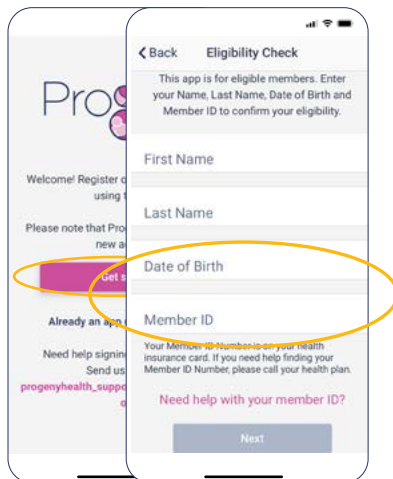 Prog
Welcome! Register o
using t
Please note that Pro
new a
Get s
Already an app
Need help signin
Send us
progenyhealth_suppo
Back Eligibility Check
This app is for eligible members. Enter
your Name, Last Name, Date of Birth and
Member ID to confirm your eligibility.
First Name
Last Name
Date of Birth
Member ID
Your Member ID Number is on your health
insurance card. If you need help finding your
Member ID Number, please call your health plan.
Need help with your member ID?
Next